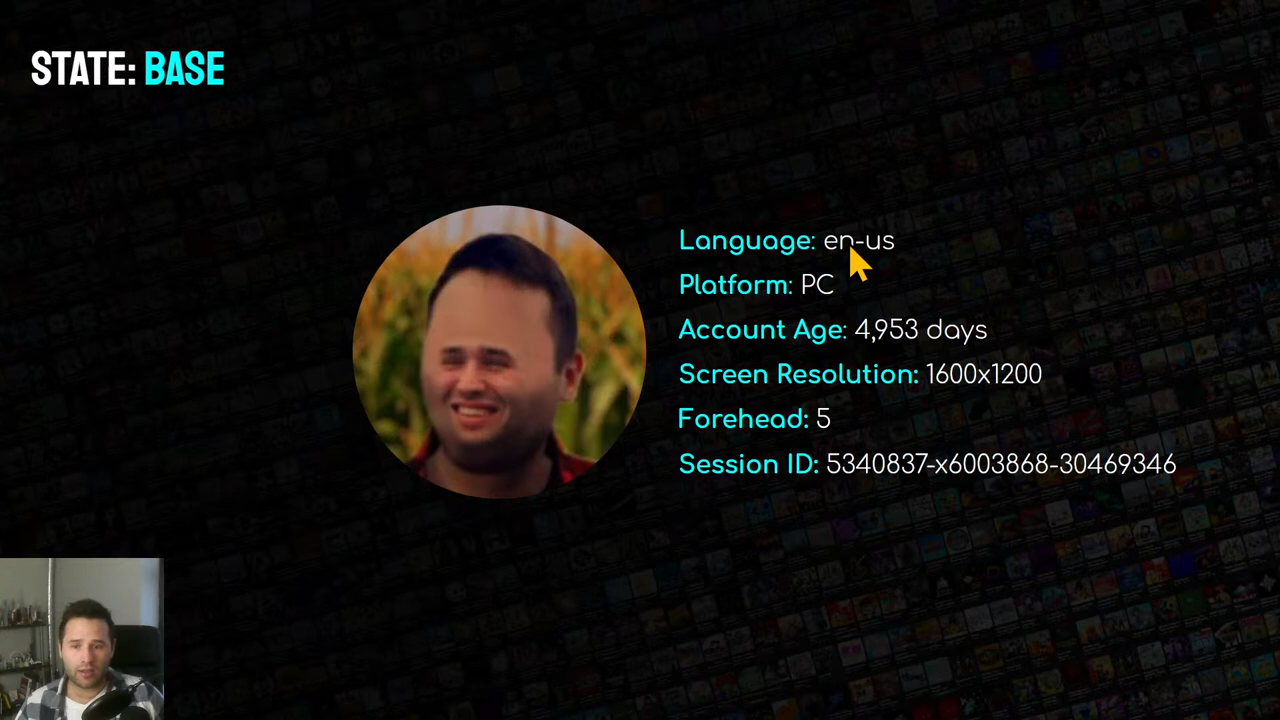 STATE: BASE
Language: en-us
Platform: PC
Account Age: 4,953 days
Screen Resolution: 1600x1200
Forehead: 5
Session ID: 5340837-x6003868-30469346